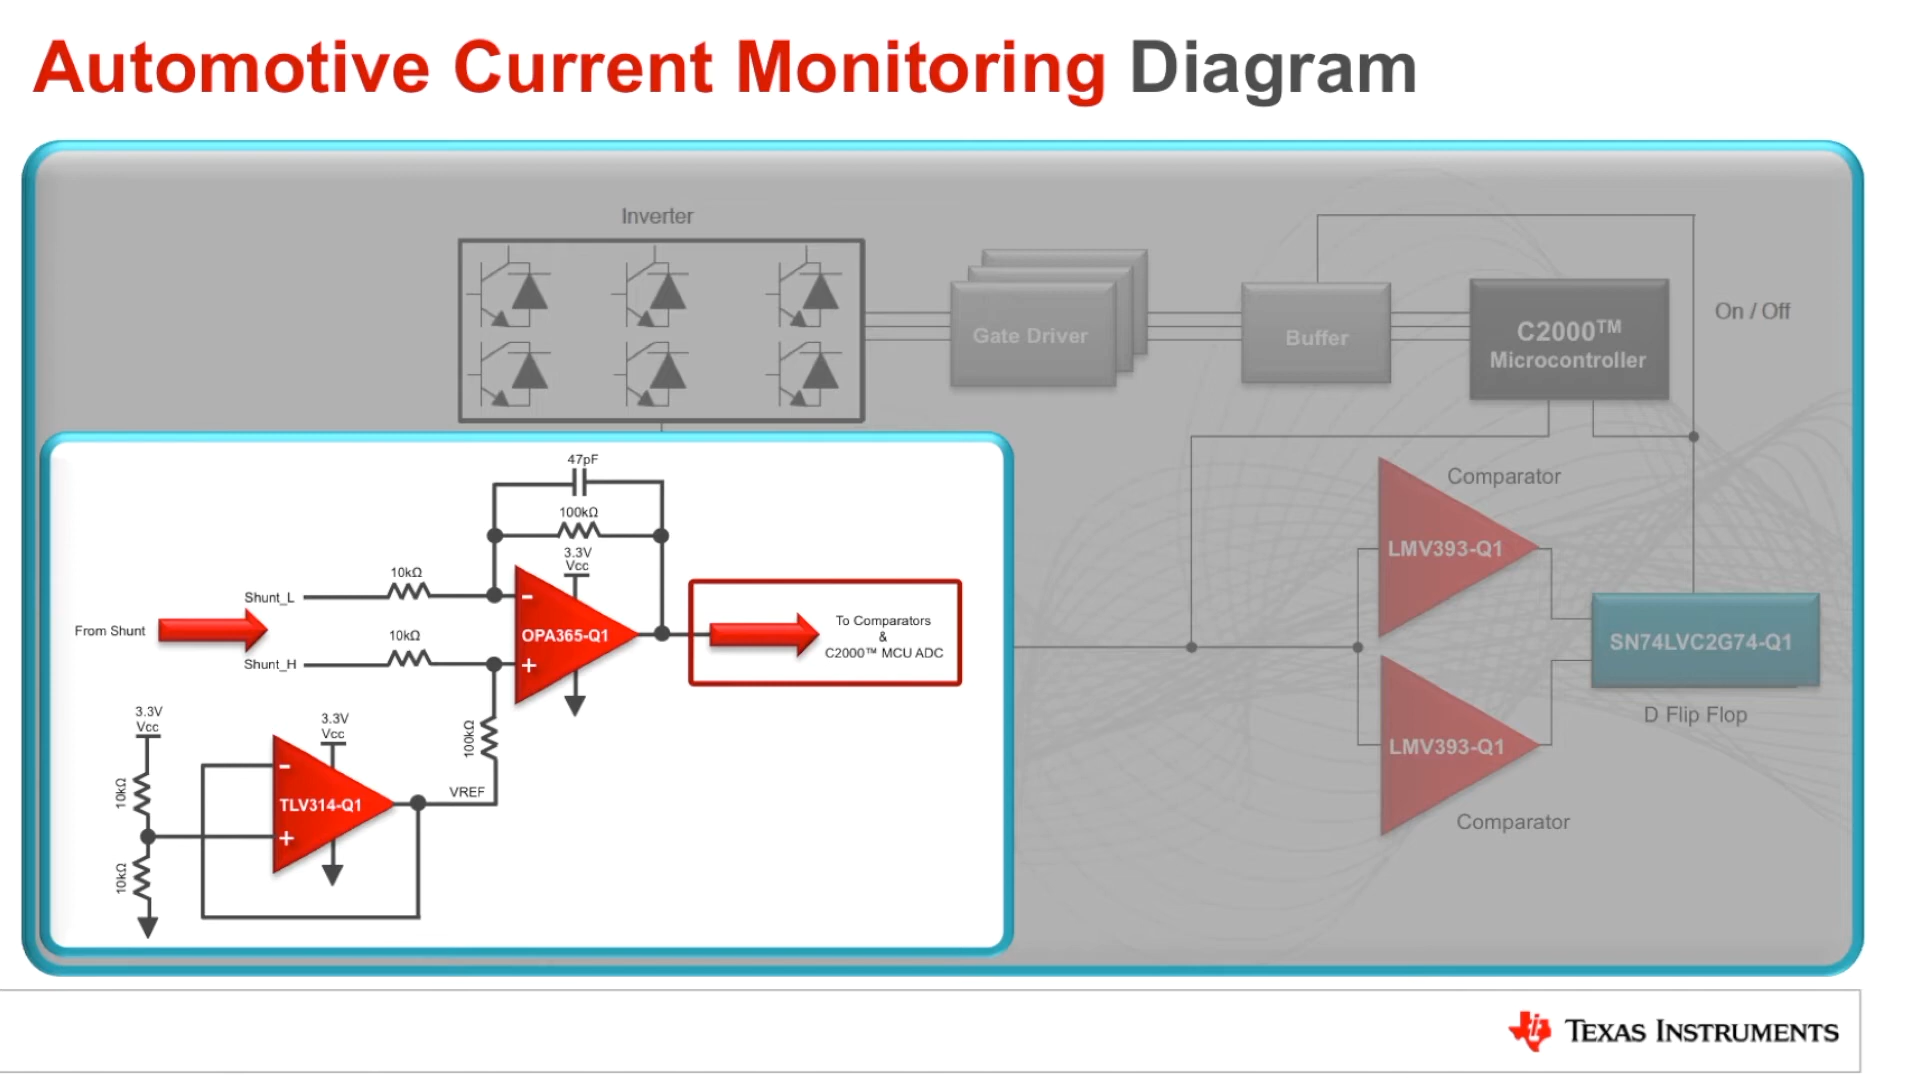 Automotive Current Monitoring Diagram
Inverter
Gate Driver
Buffer
C2000™
Microcontroller
On / Off
Comparator
LMV393-Q1
SN74LVC2G74-Q1
D Flip Flop
LMV393-Q1
Comparator
47pF
100kΩ
3.3V
Vcc
10kΩ
Shunt_L
From Shunt
10kΩ
Shunt_H
OPA365-Q1
-
+
To Comparators
&
C2000™ MCU ADC
100kΩ
3.3V
Vcc
3.3V
Vcc
10kΩ
10kΩ
-
TLV314-Q1
+
VREF
TEXAS INSTRUMENTS